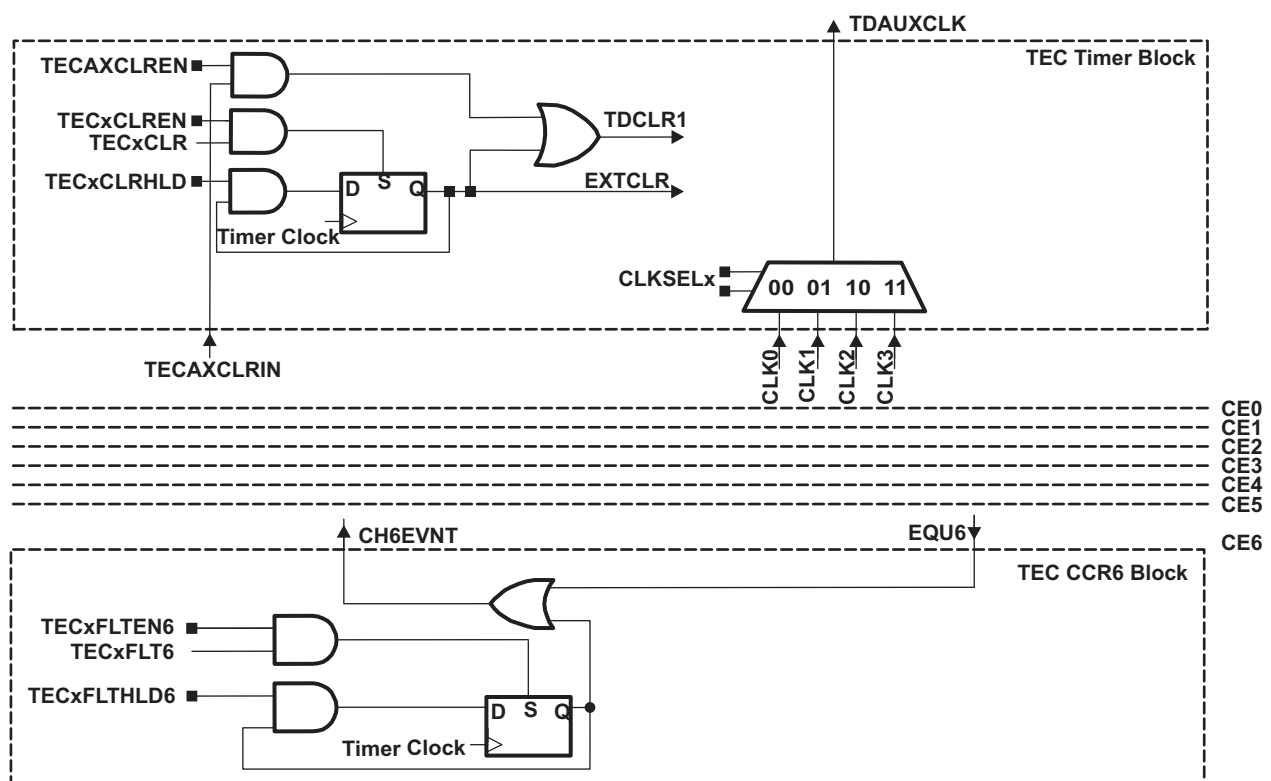 TDAUXCLK
TEC Timer Block
TECAXCLREN
TECxCLREN
TECxCLR
TDCLR1
TECxCLRHLD
D S Q
EXTCLR
Timer Clock
CLKSELx
00 01 10 11
CLK0
CLK1
CLK2
CLK3
TECAXCLRIN
CE0
CE1
CE2
CE3
CE4
CE5
CH6EVNT
EQU6
CE6
TEC CCR6 Block
TECxFLTEN6
TECxFLT6
TECxFLTHLD6
D S Q
Timer Clock